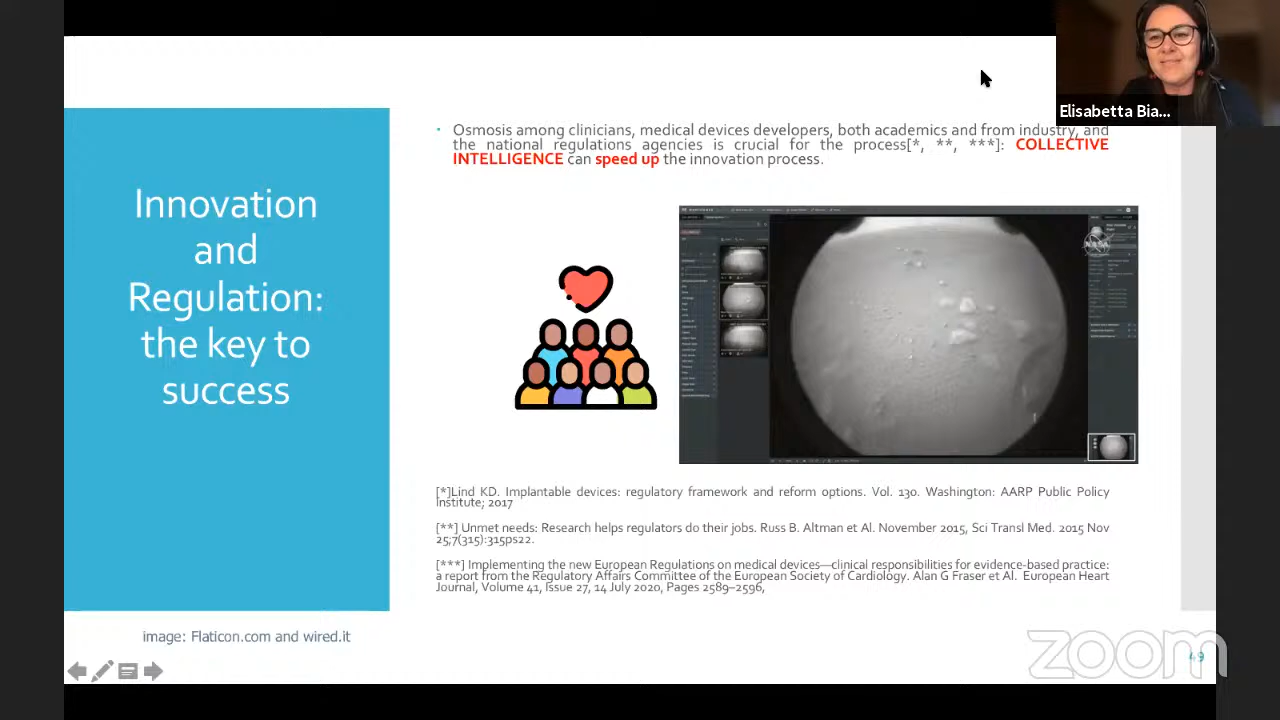 Elisabetta Bia...
Innovation
and
Regulation:
the key to
success
Osmosis among clinicians, medical devices developers, both academics and from industry, and
the national regulations agencies is crucial for the process[*, **, ***]: COLLECTIVE
INTELLIGENCE can speed up the innovation process.
NASA
[*]Lind KD. Implantable devices: regulatory framework and reform options. Vol. 130. Washington: AARP Public Policy
Institute; 2017
[**] Unmet needs: Research helps regulators do their jobs. Russ B. Altman et Al. November 2015, Sci Transl Med. 2015 Nov
25;7(315):315ps22.
[***] Implementing the new European Regulations on medical devices—clinical responsibilities for evidence-based practice:
a report from the Regulatory Affairs Committee of the European Society of Cardiology. Alan G Fraser et Al. European Heart
Journal, Volume 41, Issue 27, 14 July 2020, Pages 2589–2596,
image: Flaticon.com and wired.it
zoom
49